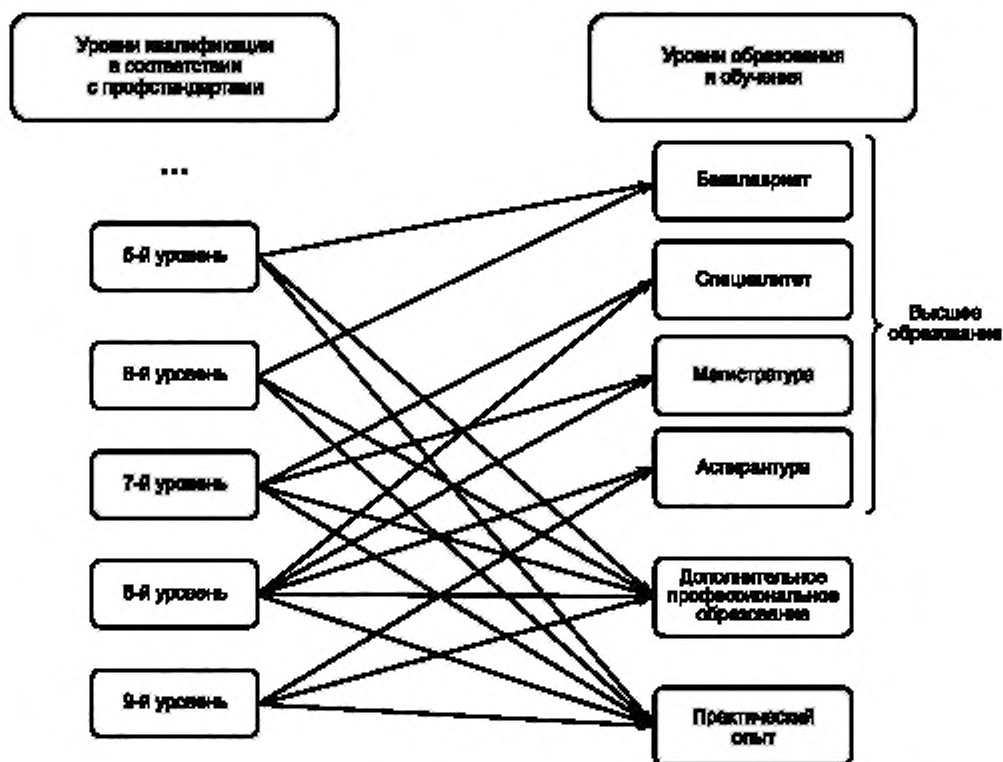 Уровни квалификации
в соответствии
с профстандартами
Уровни образования
и обучения
...
5-й уровень
6-й уровень
7-й уровень
8-й уровень
9-й уровень
Бакалавриат
Специалитет
Магистратура
Аспирантура
Высшее
образование
Дополнительное
профессиональное
образование
Практический
опыт